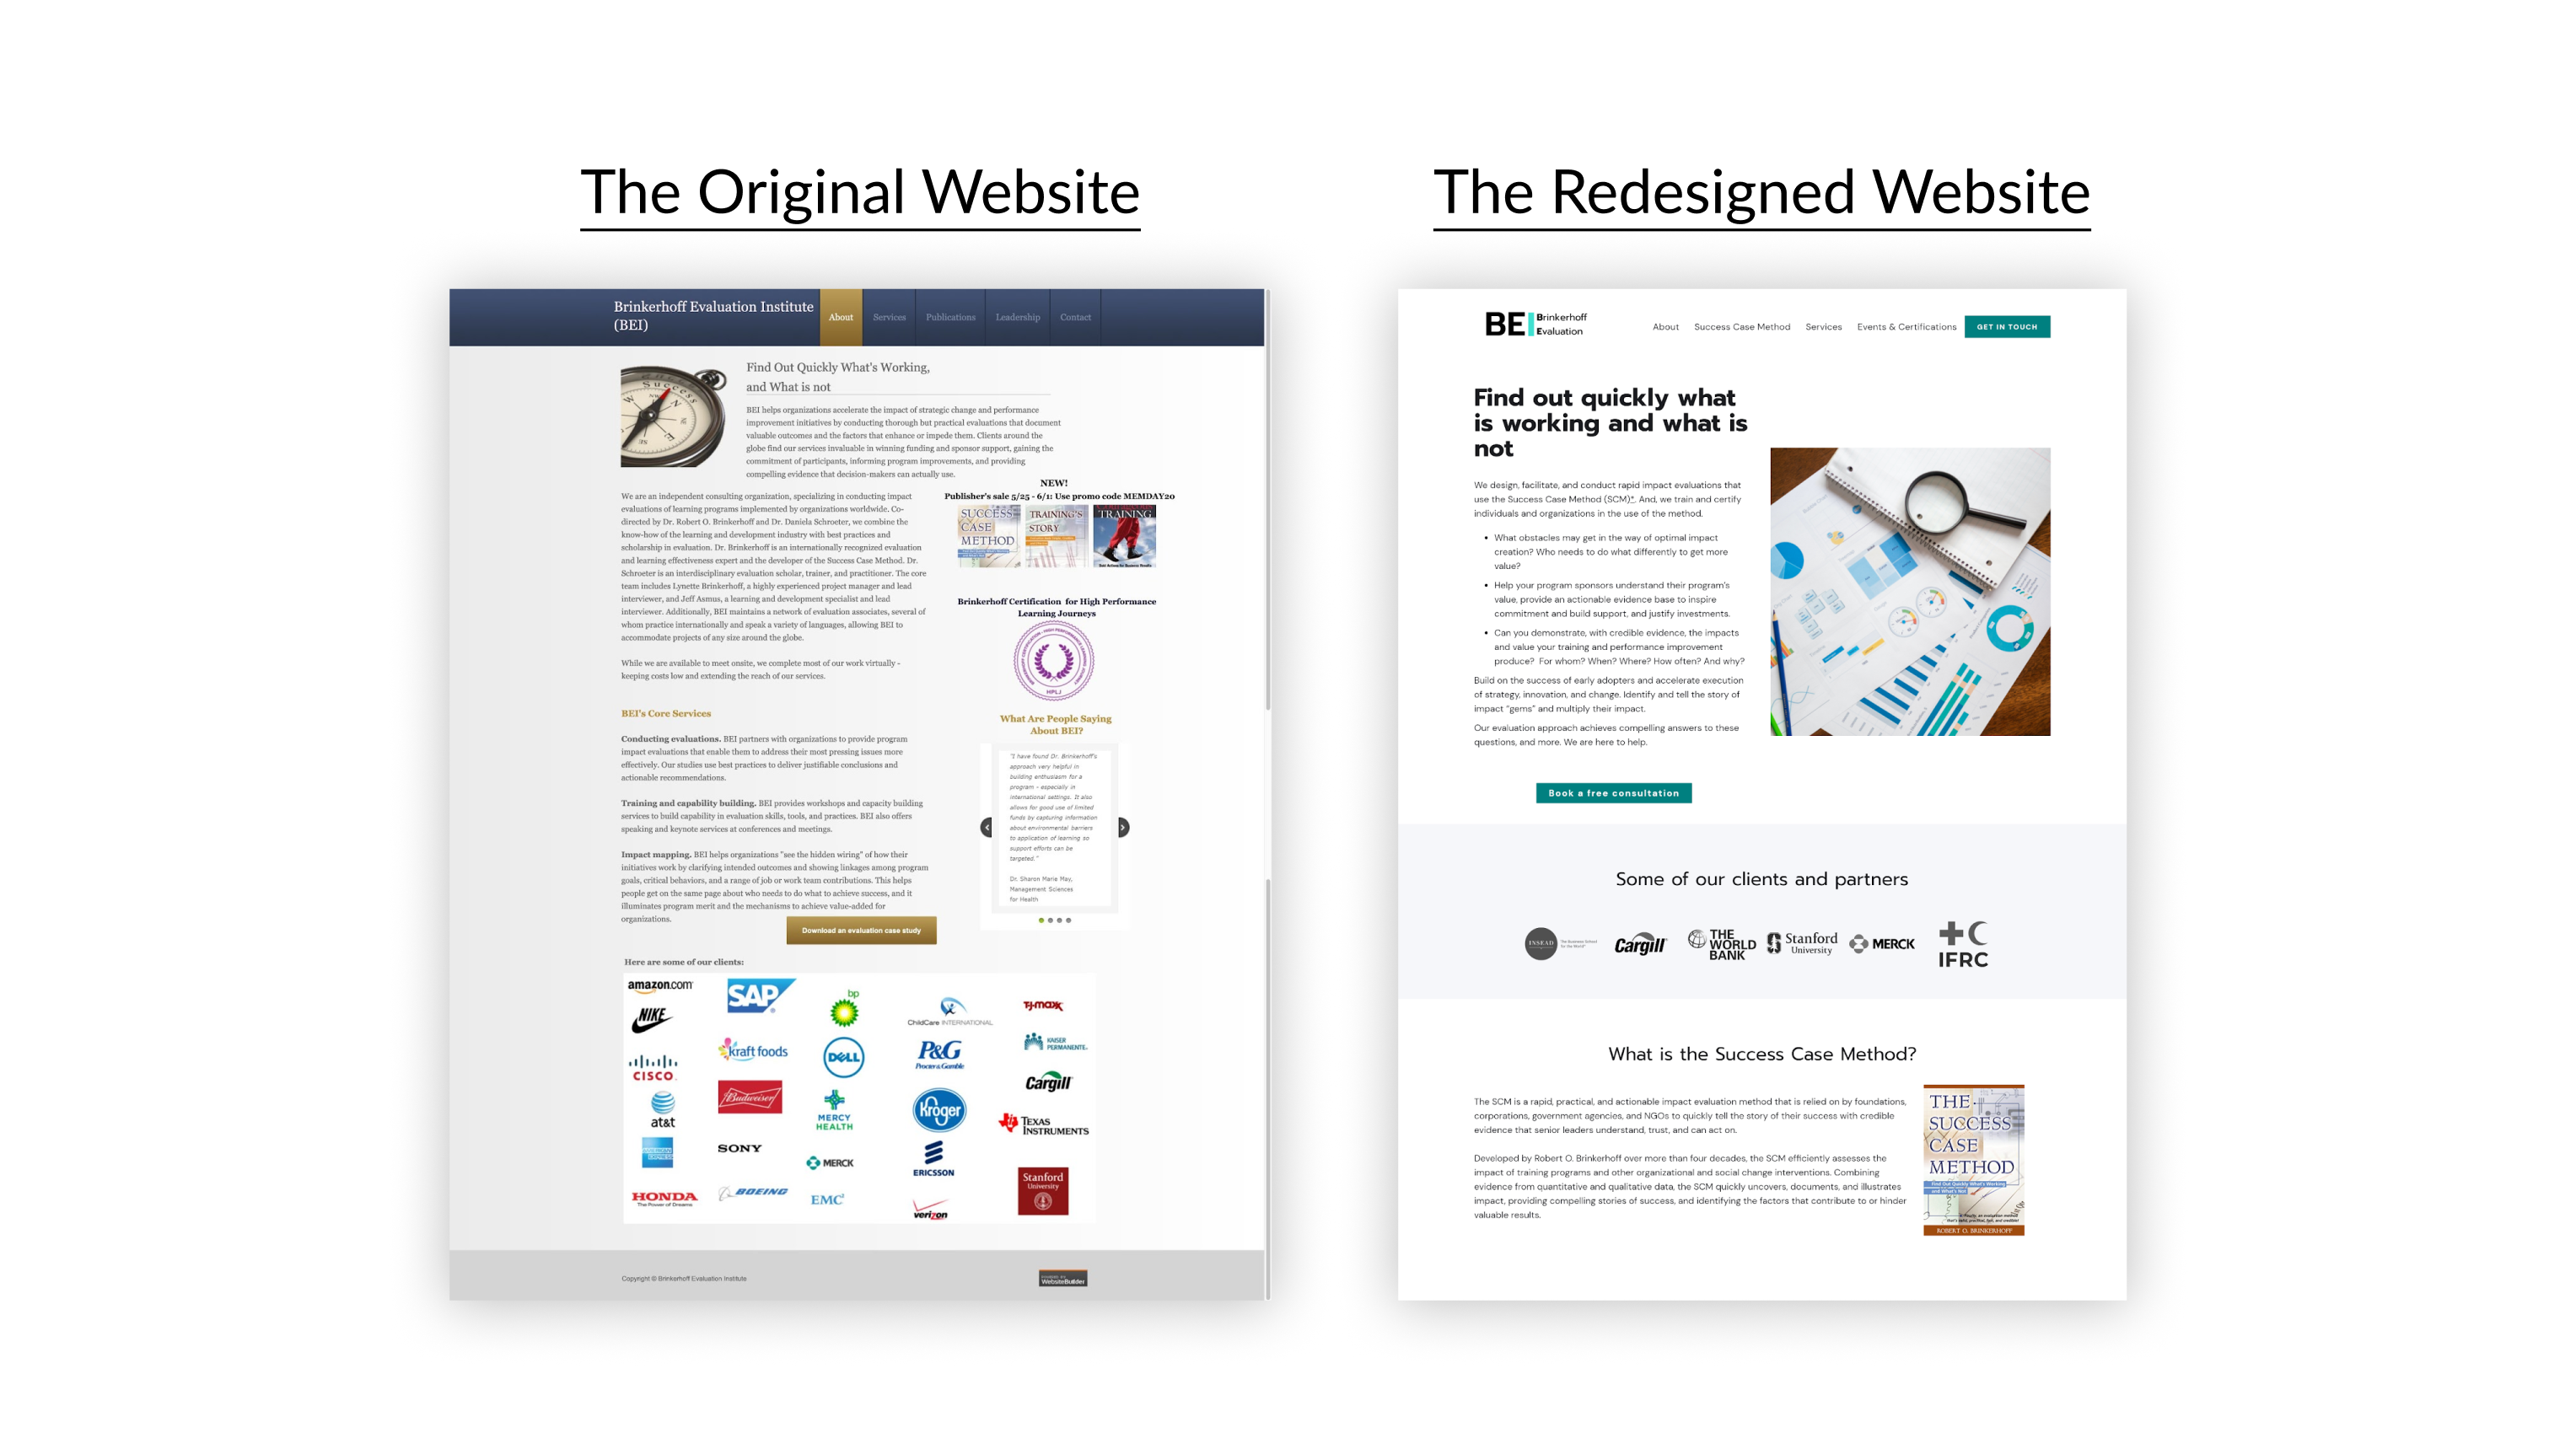 The Original Website
Brinkerhoff Evaluation Institute
(BEI)
About
Services
Publications
Leadership
Contact
Success
Find Out Quickly What's Working,
and What is not
BEI helps organizations accelerate the impact of strategic change and performance
improvement initiatives by conducting thorough but practical evaluations that document
valuable outcomes and the factors that enhance or impede them. Clients around the
globe find our services invaluable in winning funding and sponsor support, gaining the
commitment of participants, informing program improvements, and providing
compelling evidence that decision-makers can actually use.
We are an independent consulting organization, specializing in conducting impact
evaluations of learning programs implemented by organizations worldwide. Co-
directed by Dr. Robert O. Brinkerhoff and Dr. Daniela Schroeter, we combine the
know-how of the learning and development industry with best practices and
scholarship in evaluation. Dr. Brinkerhoff is an internationally recognized evaluation
and learning effectiveness expert and the developer of the Success Case Method. Dr.
Schroeter is an interdisciplinary evaluation scholar, trainer, and practitioner. The core
team includes Lynette Brinkerhoff, a highly experienced project manager and lead
interviewer, and Jeff Asmus, a learning and development specialist and lead
interviewer. Additionally, BEI maintains a network of evaluation associates, several of
whom practice internationally and speak a variety of languages, allowing BEI to
accommodate projects of any size around the globe.
While we are available to meet onsite, we complete most of our work virtually -
keeping costs low and extending the reach of our services.
BEI's Core Services
Conducting evaluations. BEI partners with organizations to provide program
impact evaluations that enable them to address their most pressing issues more
effectively. Our studies use best practices to deliver justifiable conclusions and
actionable recommendations.
Training and capability building. BEI provides workshops and capacity building
services to build capability in evaluation skills, tools, and practices. BEI also offers
speaking and keynote services at conferences and meetings.
Impact mapping. BEI helps organizations "see the hidden wiring" of how their
initiatives work by clarifying intended outcomes and showing linkages among program
goals, critical behaviors, and a range of job or work team contributions. This helps
people get on the same page about who needs to do what to achieve success, and it
illuminates program merit and the mechanisms to achieve value-added for
organizations.
Download an evaluation case study
NEW!
Publisher's sale 5/25 - 6/1: Use promo code MEMDAY20
SUCCESS
CASE
METHOD
TRAINING'S
STORY
TRAINING
Brinkerhoff Certification for High Performance
Learning Journeys
HPLJ
What Are People Saying
About BEI?
"I have found Dr. Brinkerhoff's
approach very helpful in
building enthusiasm for a
program - especially in
international settings. It also
allows for good use of limited
funds by capturing information
about environmental barriers
to application of learning so
support efforts can be
targeted."
Dr. Sharon Marie May,
Management Sciences
for Health
Here are some of our clients:
amazon.com
SAP
bp
ChildCare INTERNATIONAL
TJ-maxx
NIKE
kraft foods
DELL
P&G
Procter & Gamble
KAISER
PERMANENTE.
CISCO.
Budweiser
MERCY
HEALTH
Kroger
Cargill
at&t
TEXAS
INSTRUMENTS
AMERICAN
EXPRESS
SONY
MERCK
ERICSSON
Stanford
University
HONDA
The Power of Dreams
BOEING
EMC²
verizon
Copyright © Brinkerhoff Evaluation Institute
POWERED BY
WebsiteBuilder
The Redesigned Website
BE
Brinkerhoff
Evaluation
About
Success Case Method
Services
Events & Certifications
GET IN TOUCH
Find out quickly what
is working and what is
not
We design, facilitate, and conduct rapid impact evaluations that
use the Success Case Method (SCM)*. And, we train and certify
individuals and organizations in the use of the method.
• What obstacles may get in the way of optimal impact
creation? Who needs to do what differently to get more
value?
• Help your program sponsors understand their program's
value, provide an actionable evidence base to inspire
commitment and build support, and justify investments.
• Can you demonstrate, with credible evidence, the impacts
and value your training and performance improvement
produce? For whom? When? Where? How often? And why?
Build on the success of early adopters and accelerate execution
of strategy, innovation, and change. Identify and tell the story of
impact "gems" and multiply their impact.
Our evaluation approach achieves compelling answers to these
questions, and more. We are here to help.
Book a free consultation
Some of our clients and partners
INSEAD
The Business School
for the World
Cargill
THE
WORLD
BANK
Stanford
University
MERCK
IFRC
What is the Success Case Method?
The SCM is a rapid, practical, and actionable impact evaluation method that is relied on by foundations,
corporations, government agencies, and NGOs to quickly tell the story of their success with credible
evidence that senior leaders understand, trust, and can act on.
Developed by Robert O. Brinkerhoff over more than four decades, the SCM efficiently assesses the
impact of training programs and other organizational and social change interventions. Combining
evidence from quantitative and qualitative data, the SCM quickly uncovers, documents, and illustrates
impact, providing compelling stories of success, and identifying the factors that contribute to or hinder
valuable results.
THE
SUCCESS
CASE
METHOD
Find Out Quickly What's Working
and What's Not
ROBERT O. BRINKERHOFF